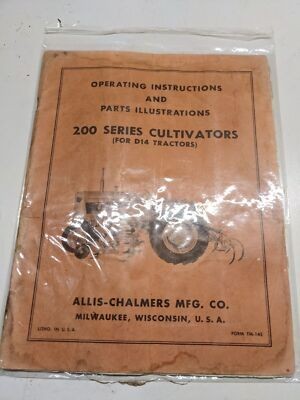 OPERATING INSTRUCTIONS
AND
PARTS ILLUSTRATIONS
200 SERIES CULTIVATORS
(FOR D14 TRACTORS)
ALLIS-CHALMERS MFG. CO.
MILWAUKEE, WISCONSIN, U. S. A.
LITHO. IN U. S. A.
FORM TM-142